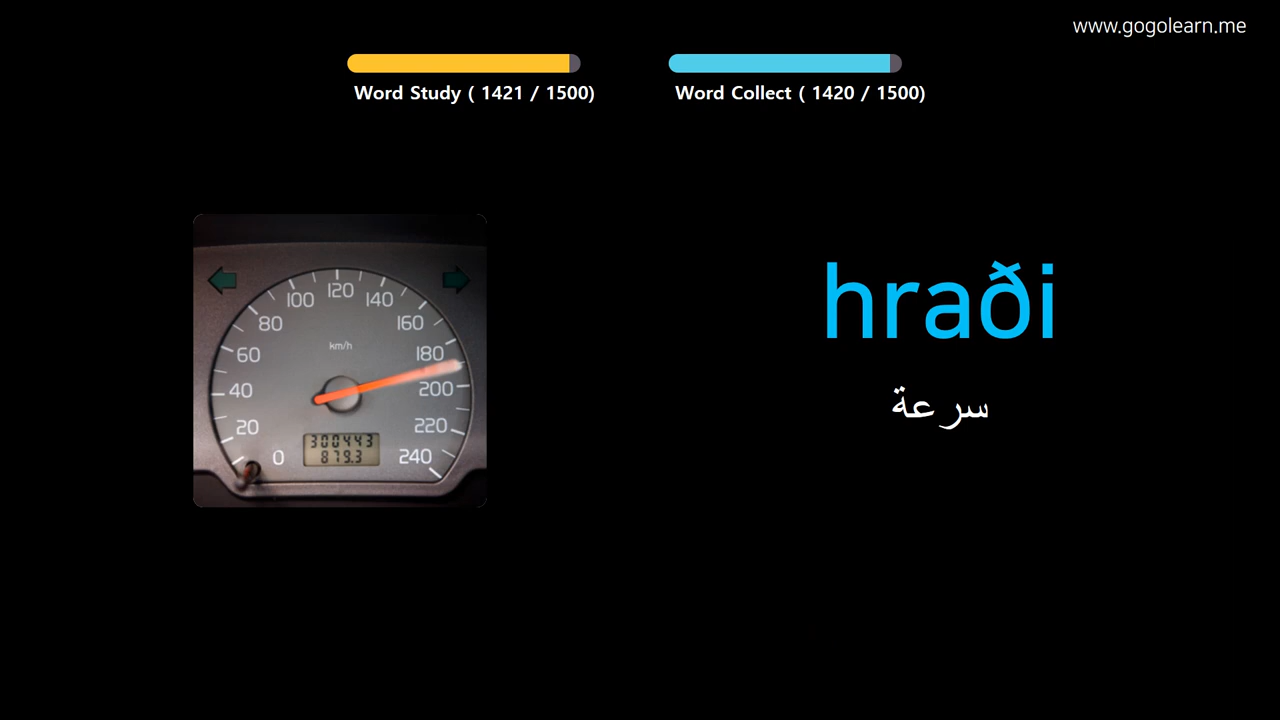 www.gogolearn.me
Word Study ( 1421 / 1500)
Word Collect ( 1420 / 1500)
hraði
سرعة
0
20
40
60
80
100
120
140
160
180
200
220
240
km/h
300443
879.3